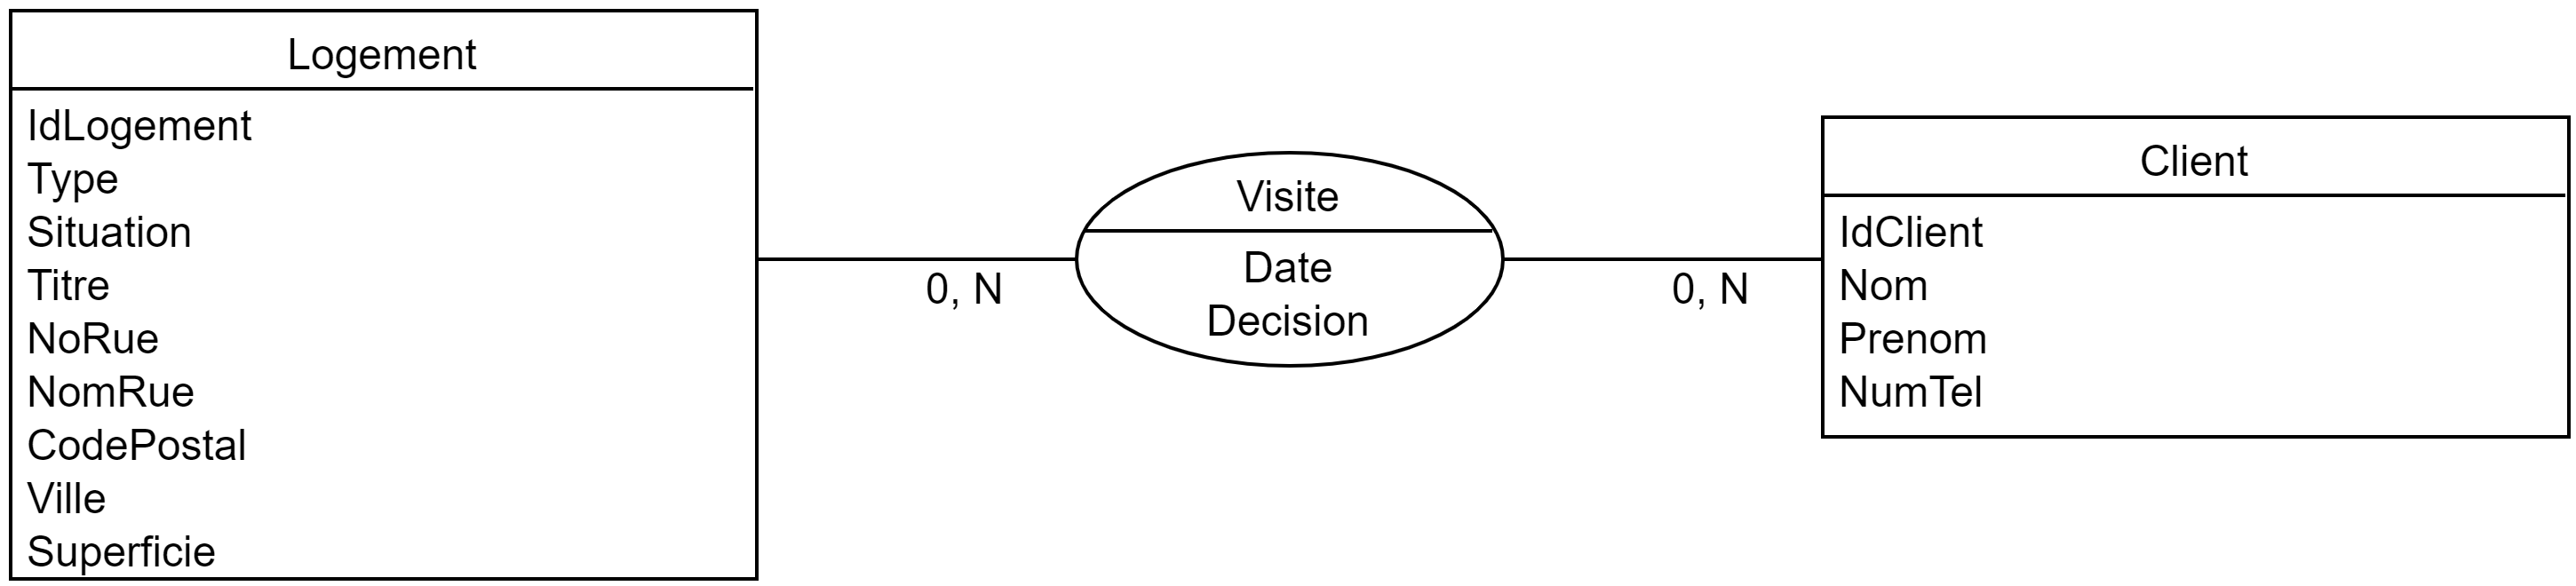 Logement
IdLogement
Type
Situation
Titre
NoRue
NomRue
CodePostal
Ville
Superficie
0, N
Visite
Date
Decision
0, N
Client
IdClient
Nom
Prenom
NumTel